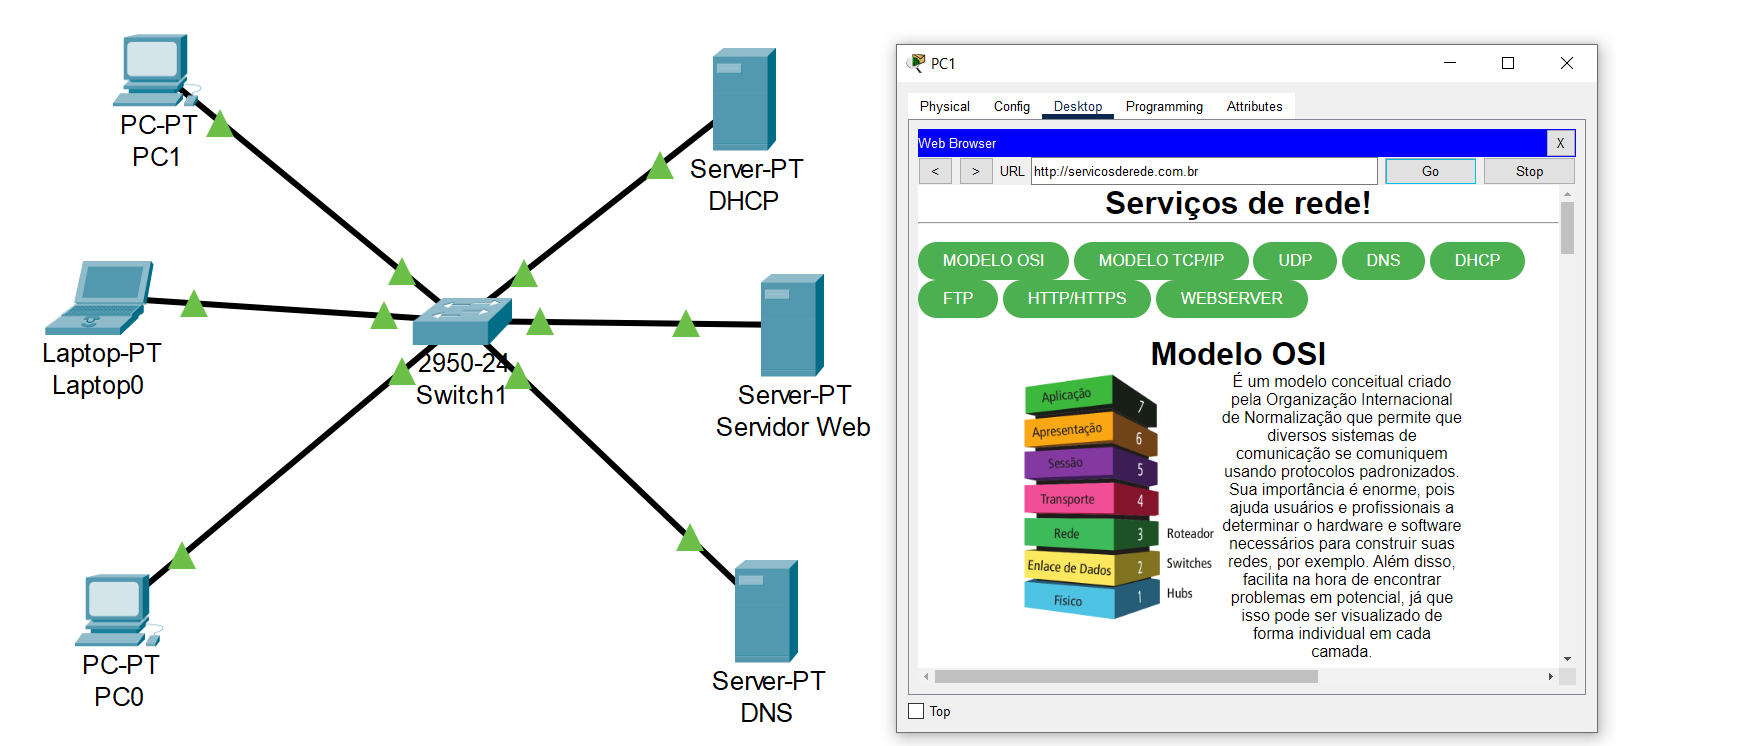 PC-PT
PC1
Server-PT
DHCP
Laptop-PT
Laptop0
2950-24
Switch1
Server-PT
Servidor Web
PC-PT
PC0
Server-PT
DNS
PC1
Physical Config Desktop Programming Attributes
Web Browser X
< > URL http://servicosderede.com.br Go Stop
Serviços de rede!
MODELO OSI MODELO TCP/IP UDP DNS DHCP
FTP HTTP/HTTPS WEBSERVER
Modelo OSI
Aplicação 7
Apresentação 6
Sessão 5
Transporte 4
Rede 3 Roteador
Enlace de Dados 2 Switches
Físico 1 Hubs
É um modelo conceitual criado
pela Organização Internacional
de Normalização que permite que
diversos sistemas de
comunicação se comuniquem
usando protocolos padronizados.
Sua importância é enorme, pois
ajuda usuários e profissionais a
determinar o hardware e software
necessários para construir suas
redes, por exemplo. Além disso,
facilita na hora de encontrar
problemas em potencial, já que
isso pode ser visualizado de
forma individual em cada
camada.
Top